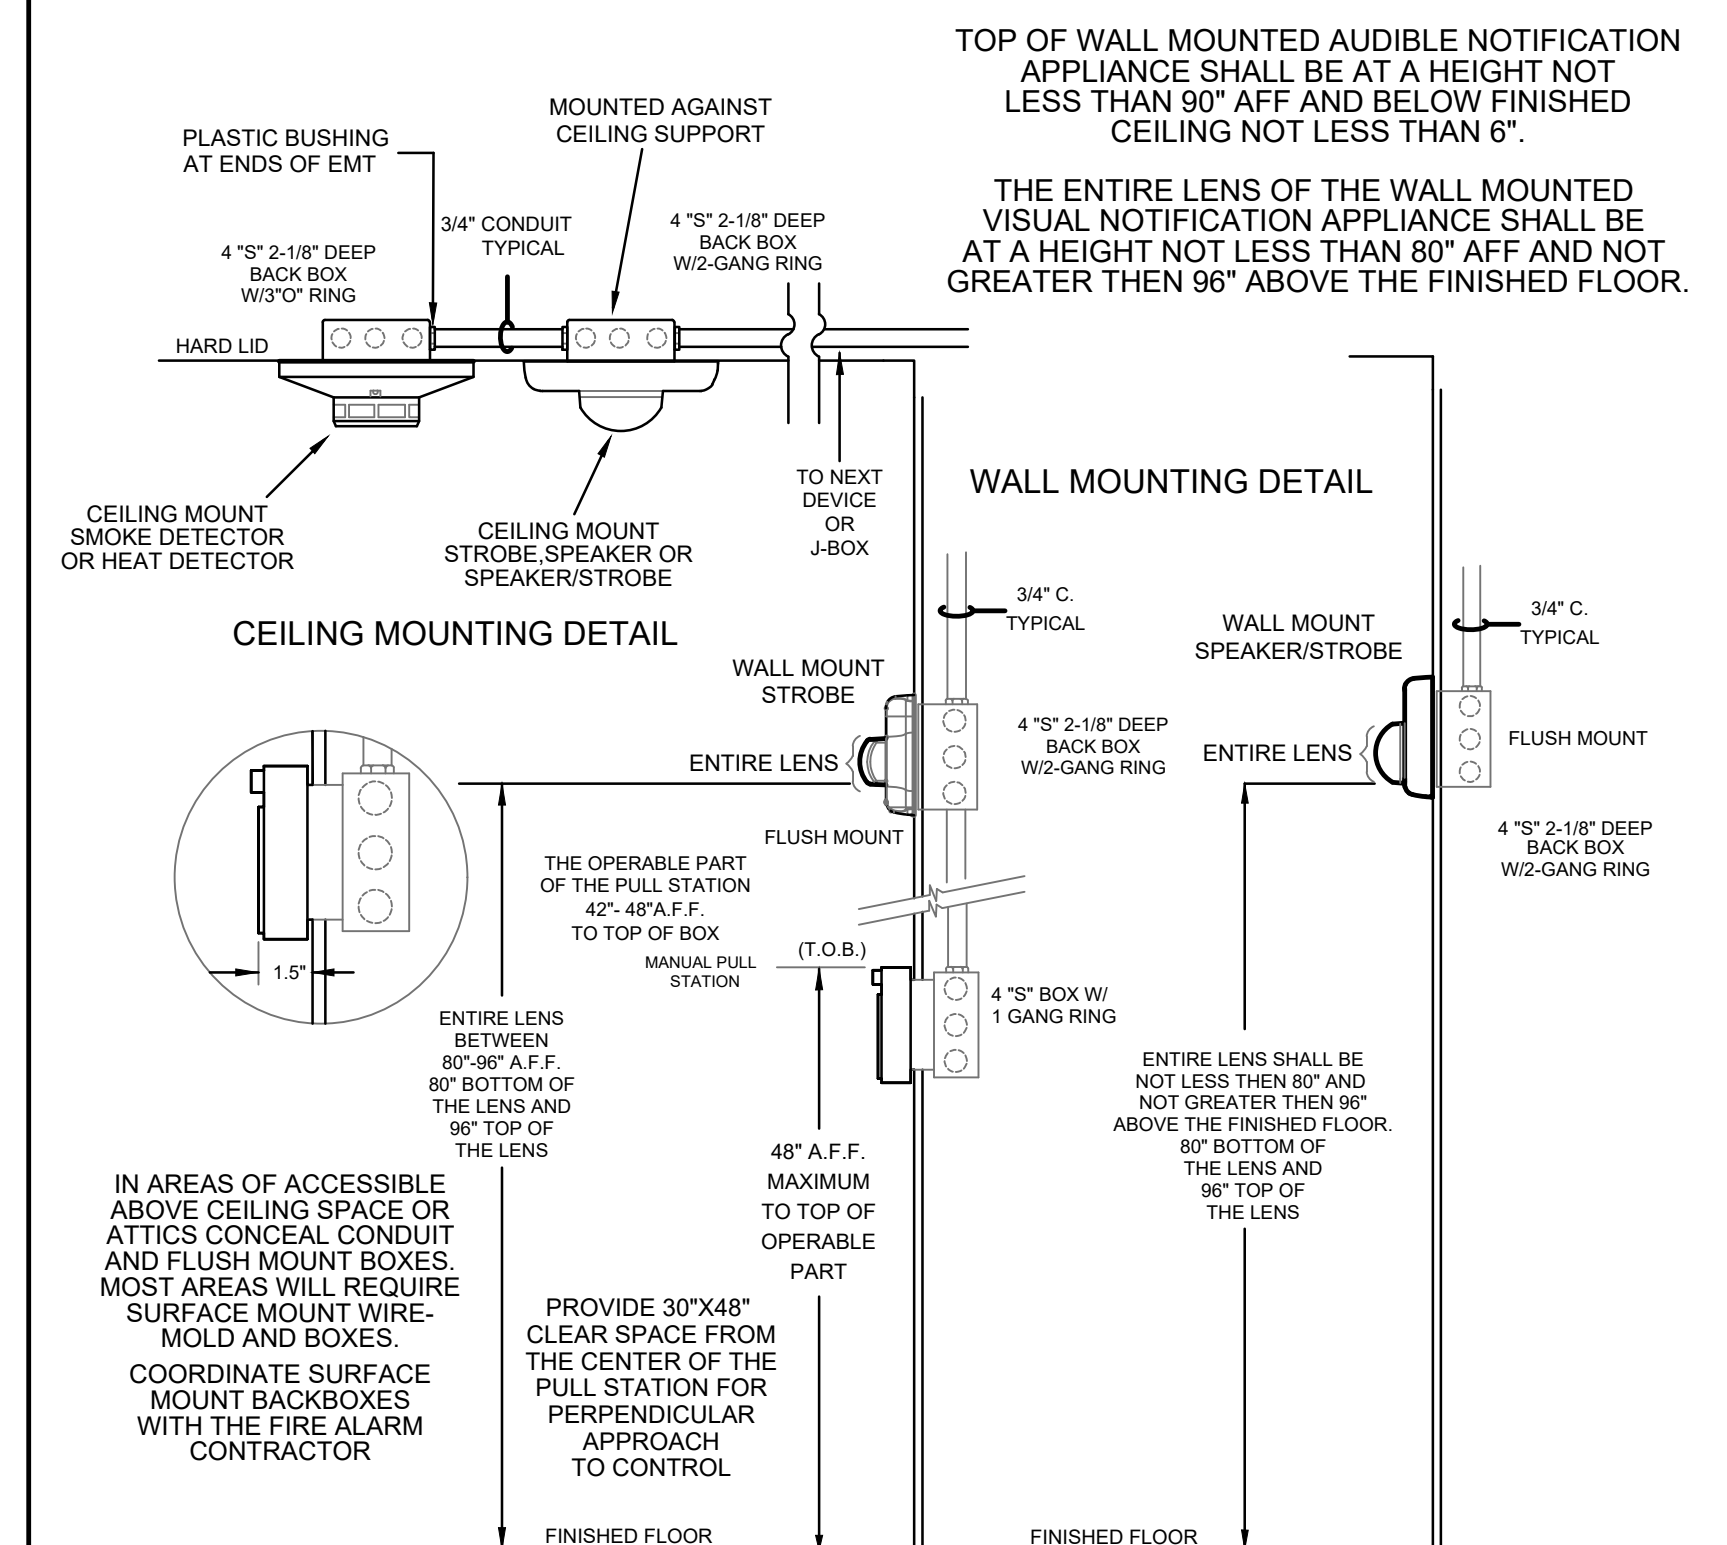 TOP OF WALL MOUNTED AUDIBLE NOTIFICATION
APPLIANCE SHALL BE AT A HEIGHT NOT
LESS THAN 90" AFF AND BELOW FINISHED
CEILING NOT LESS THAN 6".
THE ENTIRE LENS OF THE WALL MOUNTED
VISUAL NOTIFICATION APPLIANCE SHALL BE
AT A HEIGHT NOT LESS THAN 80" AFF AND NOT
GREATER THEN 96" ABOVE THE FINISHED FLOOR.
PLASTIC BUSHING
AT ENDS OF EMT
MOUNTED AGAINST
CEILING SUPPORT
4 "S" 2-1/8" DEEP
BACK BOX
W/3"O" RING
3/4" CONDUIT
TYPICAL
4 "S" 2-1/8" DEEP
BACK BOX
W/2-GANG RING
HARD LID
CEILING MOUNT
SMOKE DETECTOR
OR HEAT DETECTOR
CEILING MOUNT
STROBE,SPEAKER OR
SPEAKER/STROBE
TO NEXT
DEVICE
OR
J-BOX
CEILING MOUNTING DETAIL
WALL MOUNTING DETAIL
WALL MOUNT
STROBE
3/4" C.
TYPICAL
ENTIRE LENS
4 "S" 2-1/8" DEEP
BACK BOX
W/2-GANG RING
FLUSH MOUNT
WALL MOUNT
SPEAKER/STROBE
3/4" C.
TYPICAL
ENTIRE LENS
FLUSH MOUNT
4 "S" 2-1/8" DEEP
BACK BOX
W/2-GANG RING
1.5"
THE OPERABLE PART
OF THE PULL STATION
42"- 48"A.F.F.
TO TOP OF BOX
MANUAL PULL
STATION
(T.O.B.)
4 "S" BOX W/
1 GANG RING
ENTIRE LENS
BETWEEN
80"-96" A.F.F.
80" BOTTOM OF
THE LENS AND
96" TOP OF
THE LENS
48" A.F.F.
MAXIMUM
TO TOP OF
OPERABLE
PART
ENTIRE LENS SHALL BE
NOT LESS THEN 80" AND
NOT GREATER THEN 96"
ABOVE THE FINISHED FLOOR.
80" BOTTOM OF
THE LENS AND
96" TOP OF
THE LENS
IN AREAS OF ACCESSIBLE
ABOVE CEILING SPACE OR
ATTICS CONCEAL CONDUIT
AND FLUSH MOUNT BOXES.
MOST AREAS WILL REQUIRE
SURFACE MOUNT WIRE-
MOLD AND BOXES.
COORDINATE SURFACE
MOUNT BACKBOXES
WITH THE FIRE ALARM
CONTRACTOR
PROVIDE 30"X48"
CLEAR SPACE FROM
THE CENTER OF THE
PULL STATION FOR
PERPENDICULAR
APPROACH
TO CONTROL
FINISHED FLOOR
FINISHED FLOOR